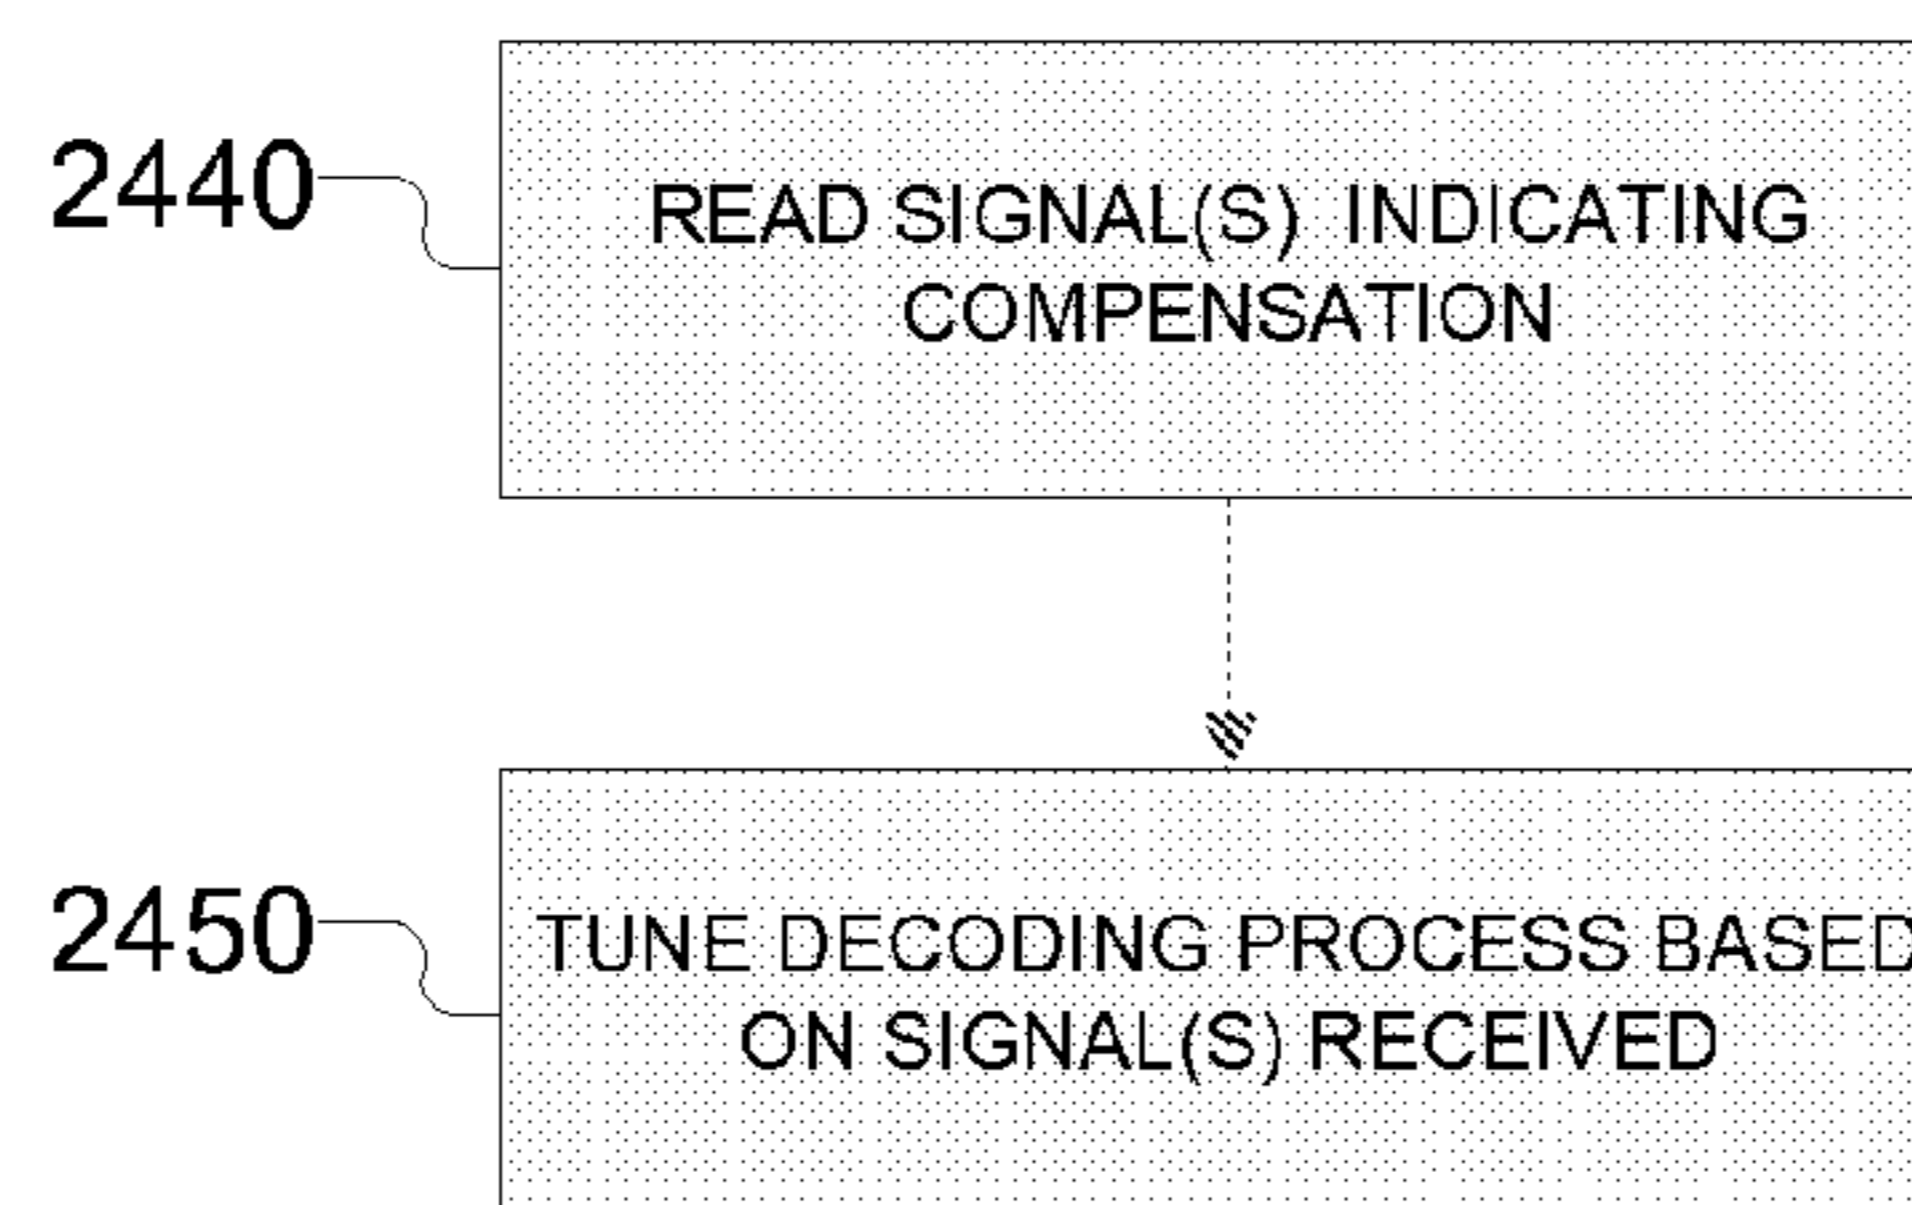 2440
READ SIGNAL(S) INDICATING
COMPENSATION
2450
TUNE DECODING PROCESS BASED
ON SIGNAL(S) RECEIVED